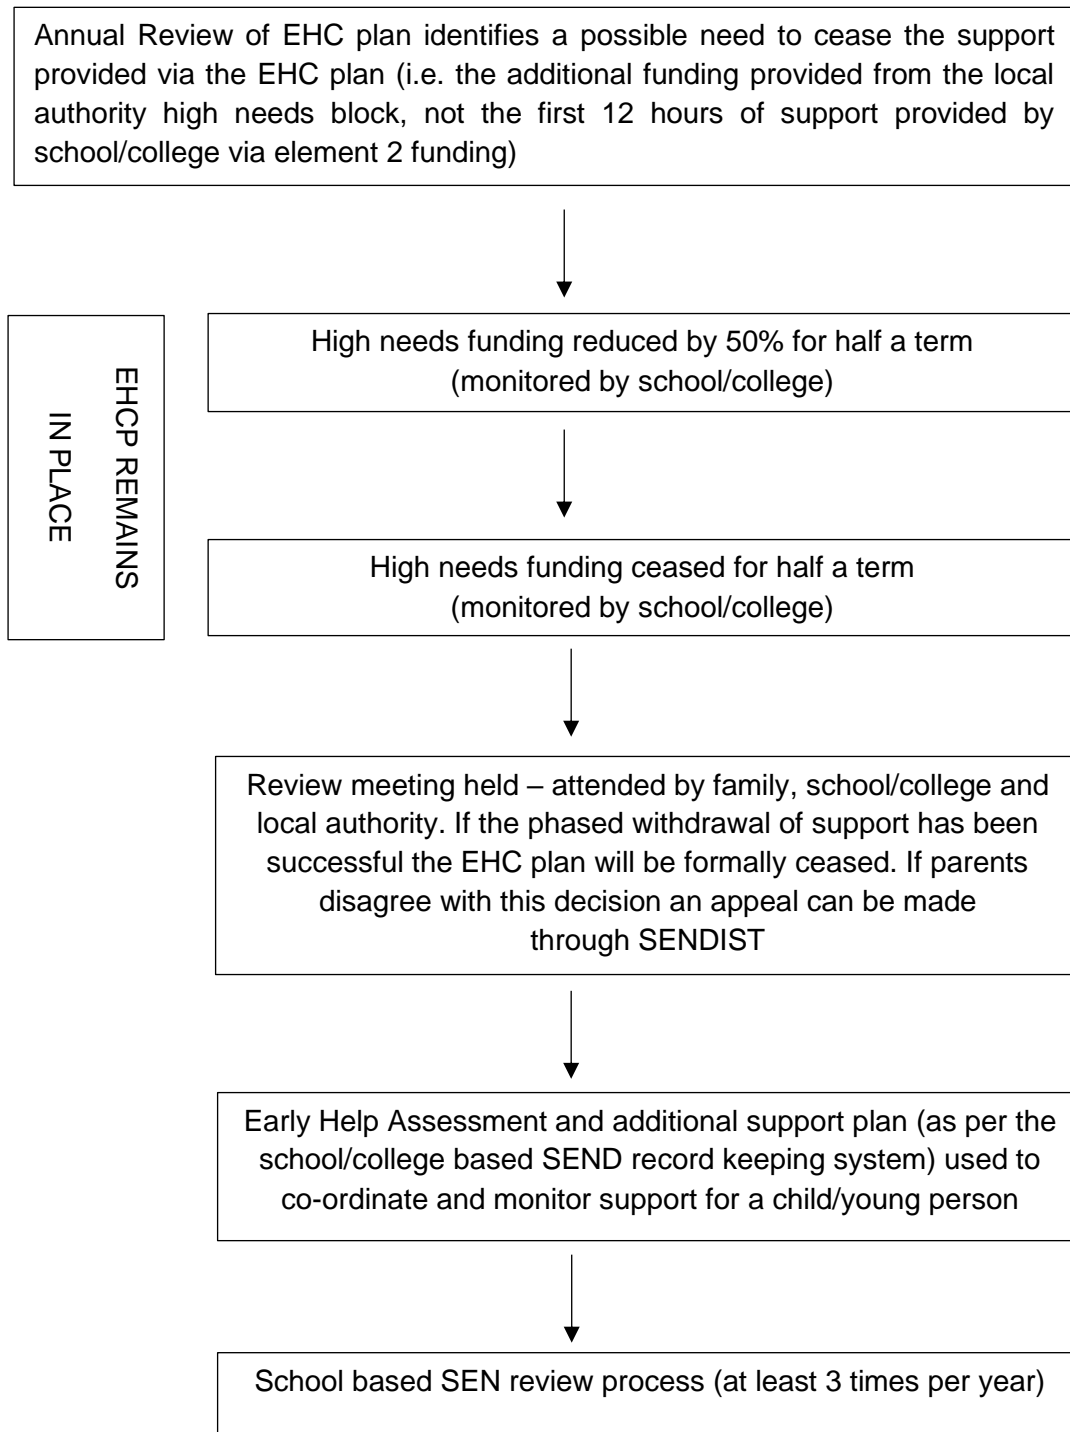 Annual Review of EHC plan identifies a possible need to cease the support
provided via the EHC plan (i.e. the additional funding provided from the local
authority high needs block, not the first 12 hours of support provided by
school/college via element 2 funding)
EHCP REMAINS
IN PLACE
High needs funding reduced by 50% for half a term
(monitored by school/college)
High needs funding ceased for half a term
(monitored by school/college)
Review meeting held – attended by family, school/college and
local authority. If the phased withdrawal of support has been
successful the EHC plan will be formally ceased. If parents
disagree with this decision an appeal can be made
through SENDIST
Early Help Assessment and additional support plan (as per the
school/college based SEND record keeping system) used to
co-ordinate and monitor support for a child/young person
School based SEN review process (at least 3 times per year)